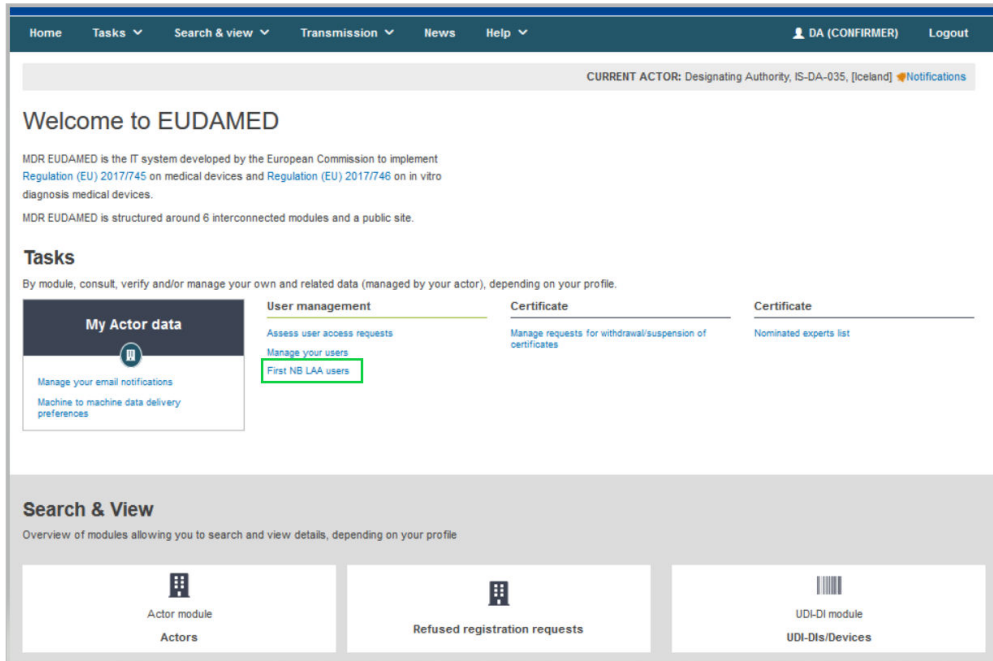 Home Tasks Search & view Transmission News Help DA (CONFIRMER) Logout
CURRENT ACTOR: Designating Authority, IS-DA-035, [Iceland] Notifications
Welcome to EUDAMED
MDR EUDAMED is the IT system developed by the European Commission to implement
Regulation (EU) 2017/745 on medical devices and Regulation (EU) 2017/746 on in vitro
diagnosis medical devices.
MDR EUDAMED is structured around 6 interconnected modules and a public site.
Tasks
By module, consult, verify and/or manage your own and related data (managed by your actor), depending on your profile.
My Actor data
Manage your email notifications
Machine to machine data delivery
preferences
User management
Assess user access requests
Manage your users
First NB LAA users
Certificate
Manage requests for withdrawal/suspension of
certificates
Certificate
Nominated experts list
Search & View
Overview of modules allowing you to search and view details, depending on your profile
Actor module
Actors
Refused registration requests
UDI-DI module
UDI-DIs/Devices